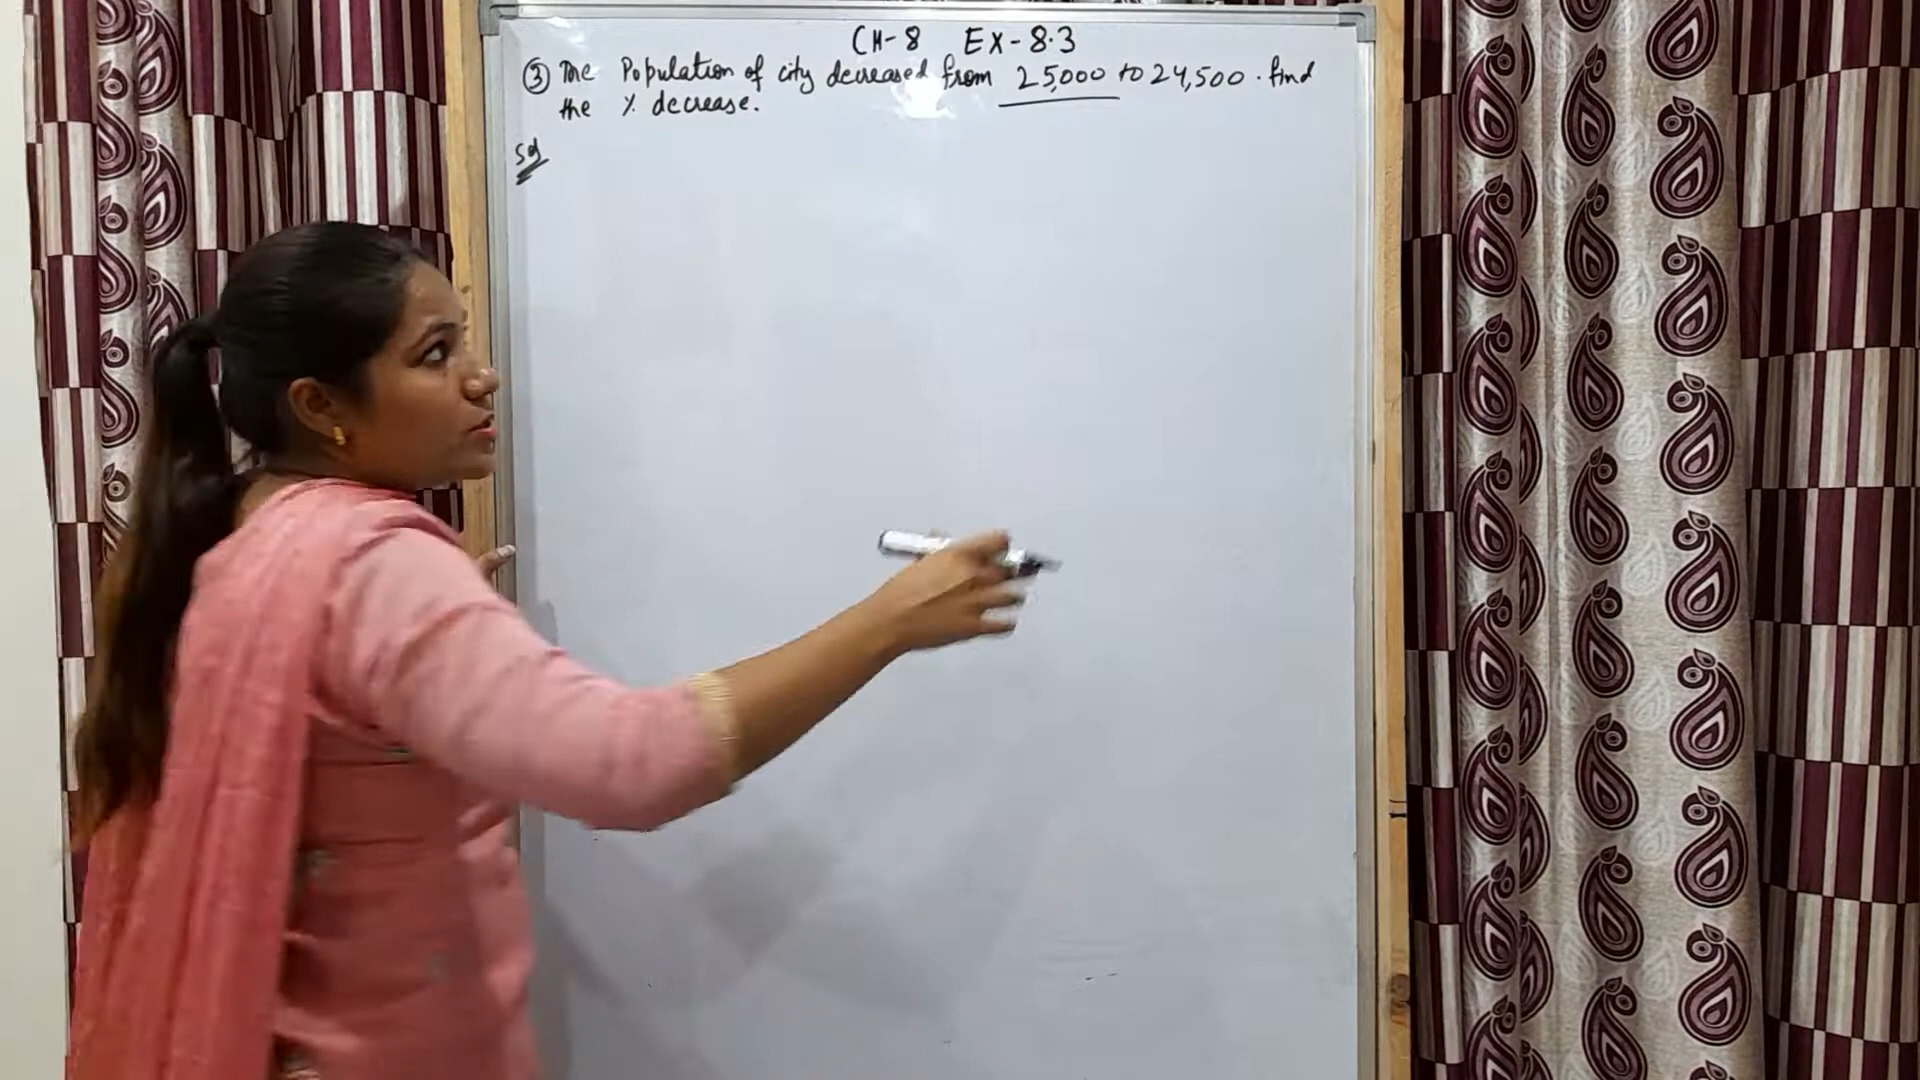 CH-8 EX-8.3
③ The Population of city decreased from 25,000 to 24,500. find
the % decrease.
Sol